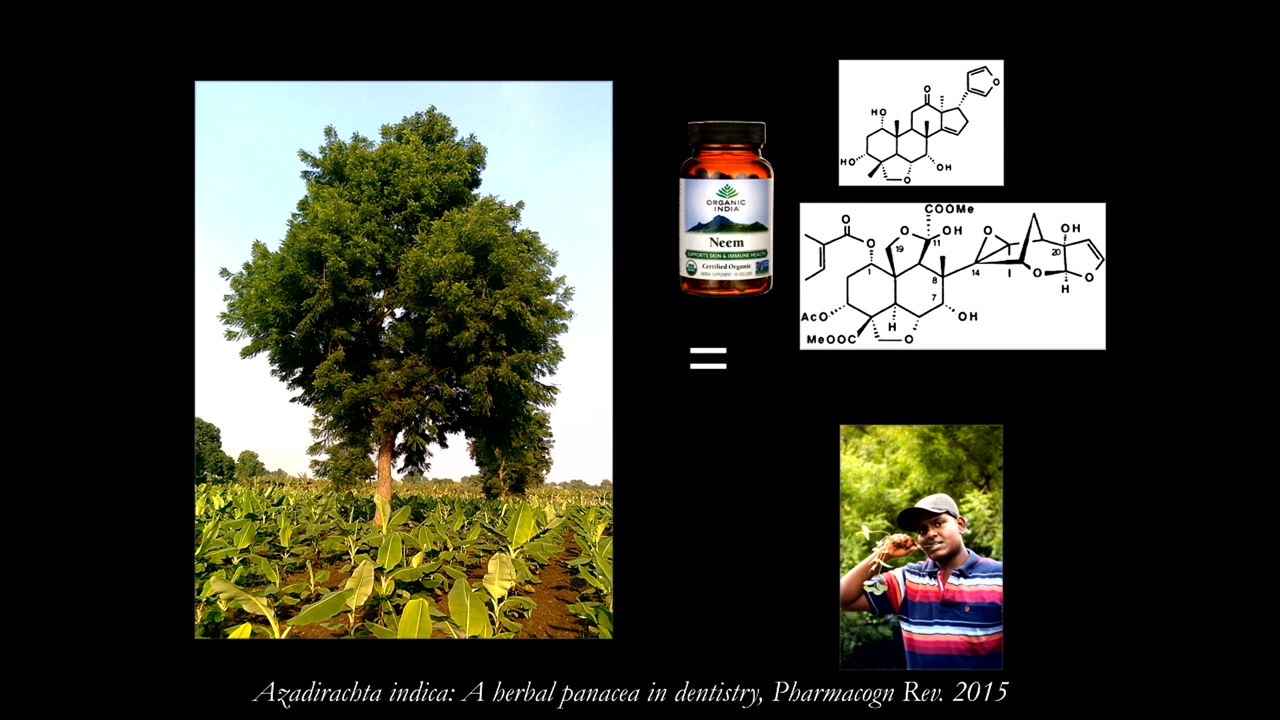 ORGANIC
INDIA
Neem
SUPPORTS SKIN & IMMUNE HEALTH
Certified Organic
O
HO
O
HO
OH
O
COOMe
O
O
O
19
11
OH
O
OH
20
14
I
O
O
H
8
7
AcO
H
OH
MeOOC
O
=
Azadirachta indica: A herbal panacea in dentistry, Pharmacogn Rev. 2015